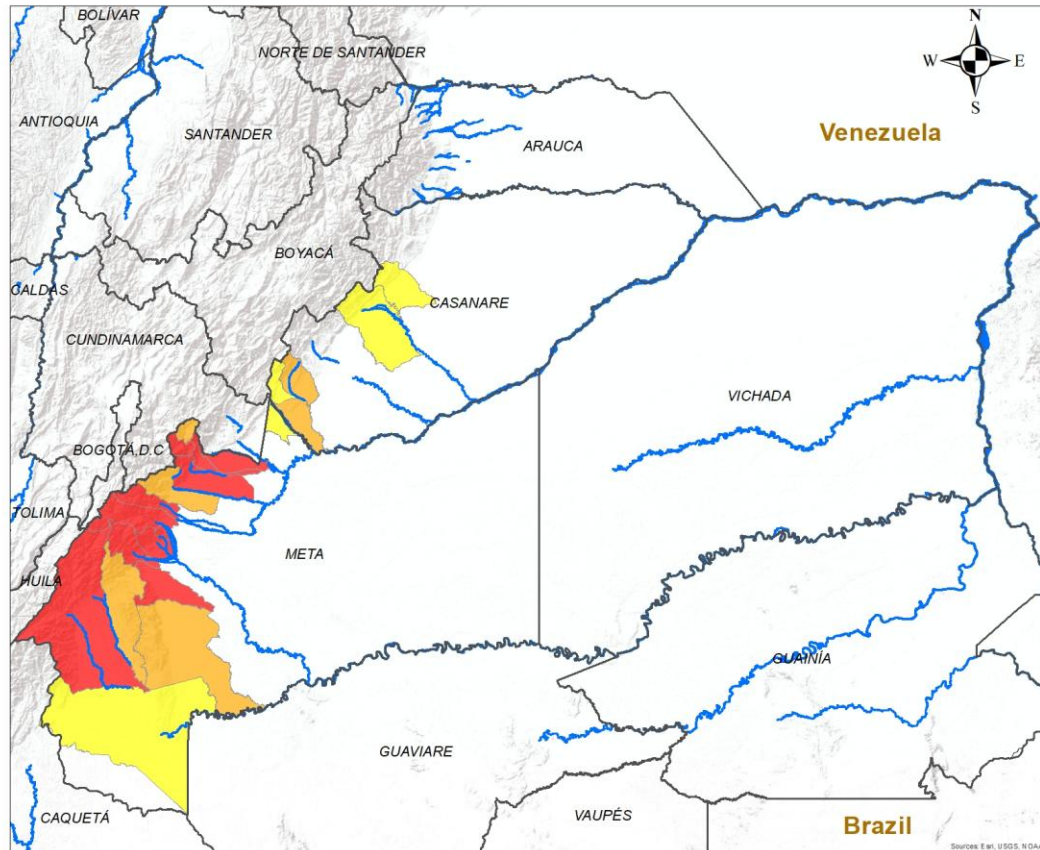 BOLÍVAR
N
NORTE DE SANTANDER
W E
S
ANTIOQUIA
SANTANDER
ARAUCA
Venezuela
BOYACÁ
CALDAS
CASANARE
CUNDINAMARCA
VICHADA
BOGOTÁ,D.C
TOLIMA
META
HUILA
GUAINÍA
GUAVIARE
CAQUETÁ
VAUPÉS
Brazil
Sources: Esri, USGS, NOAA